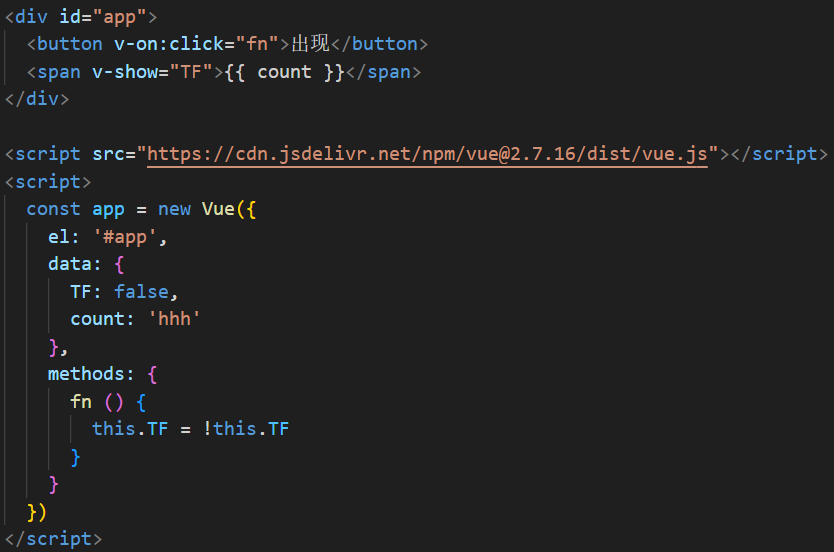 <div id="app">
  <button v-on:click="fn">出现</button>
  <span v-show="TF">{{ count }}</span>
</div>

<script src="https://cdn.jsdelivr.net/npm/vue@2.7.16/dist/vue.js"></script>
<script>
  const app = new Vue({
    el: '#app',
    data: {
      TF: false,
      count: 'hhh'
    },
    methods: {
      fn () {
        this.TF = !this.TF
      }
    }
  })
</script>